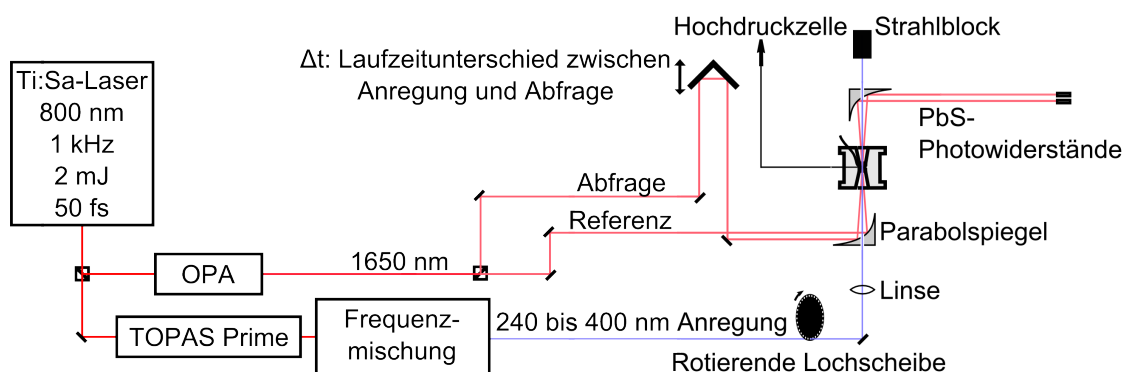 Hochdruckzelle
Strahlblock
Δt: Laufzeitunterschied zwischen
Anregung und Abfrage
Ti:Sa-Laser
800 nm
1 kHz
2 mJ
50 fs
PbS-
Photowiderstände
Abfrage
Referenz
Parabolspiegel
1650 nm
OPA
Linse
TOPAS Prime
Frequenz-
mischung
240 bis 400 nm Anregung
Rotierende Lochscheibe